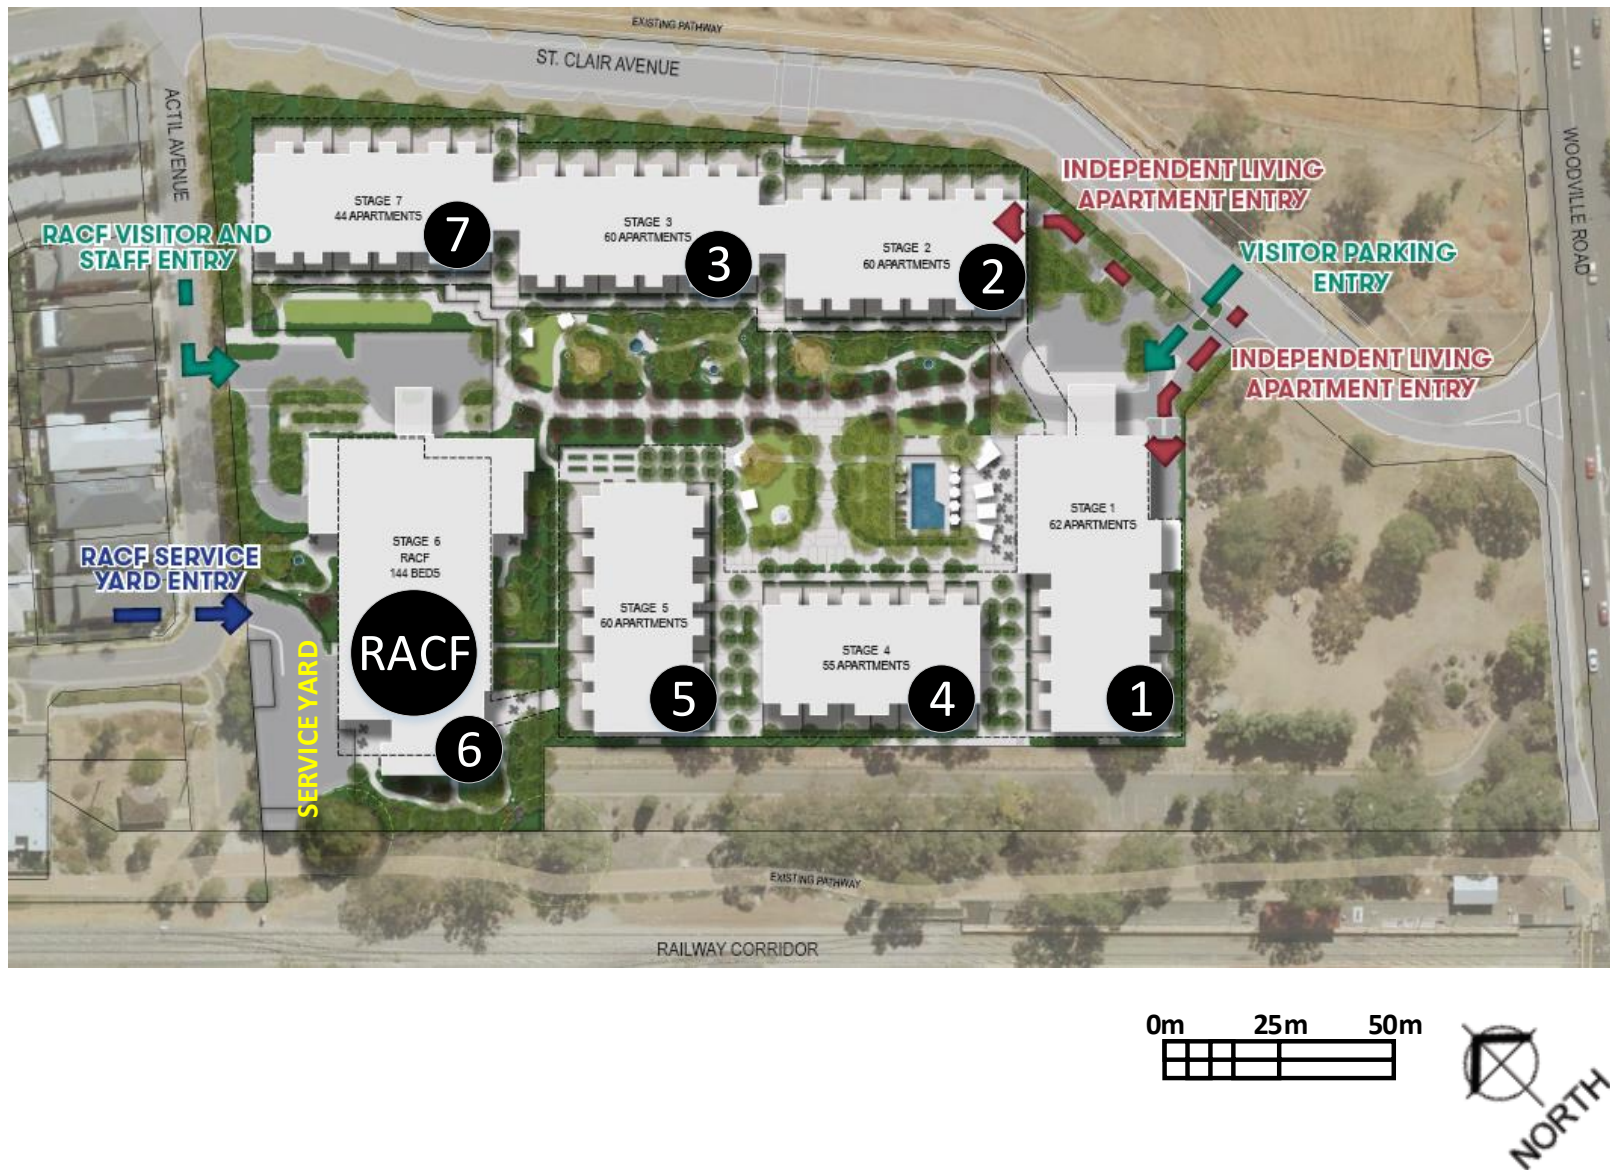 EXISTING PATHWAY
ST. CLAIR AVENUE
ACTIL AVENUE
WOODVILLE ROAD
INDEPENDENT LIVING
APARTMENT ENTRY
STAGE 7
44 APARTMENTS
7
STAGE 3
60 APARTMENTS
3
STAGE 2
60 APARTMENTS
2
RACF VISITOR AND
STAFF ENTRY
VISITOR PARKING
ENTRY
INDEPENDENT LIVING
APARTMENT ENTRY
STAGE 1
62 APARTMENTS
1
STAGE 6
RACF
144 BEDS
RACF
6
RACF SERVICE
YARD ENTRY
SERVICE YARD
STAGE 5
60 APARTMENTS
5
STAGE 4
55 APARTMENTS
4
EXISTING PATHWAY
RAILWAY CORRIDOR
0m 25m 50m
NORTH